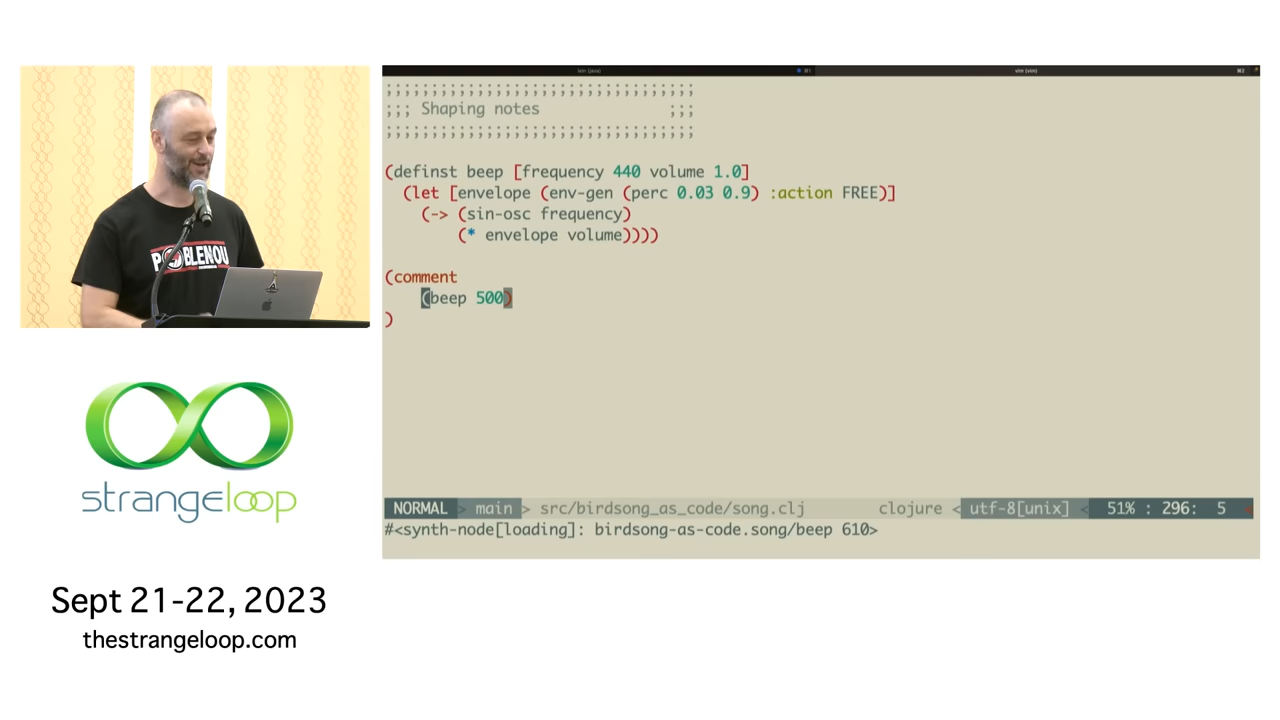 ;;;;;;;;;;;;;;;;;;;;;;;;;;;;;;;;;;
;;; Shaping notes ;;;
;;;;;;;;;;;;;;;;;;;;;;;;;;;;;;;;;;
(definst beep [frequency 440 volume 1.0]
(let [envelope (env-gen (perc 0.03 0.9) :action FREE)]
(-> (sin-osc frequency)
(* envelope volume))))
(comment
(beep 500)
)
NORMAL > main > src/birdsong_as_code/song.clj clojure < utf-8[unix] < 51% : 296: 5
#<synth-node[loading]: birdsong-as-code.song/beep 610>
POBLENOU
strangeloop
Sept 21-22, 2023
thestrangeloop.com